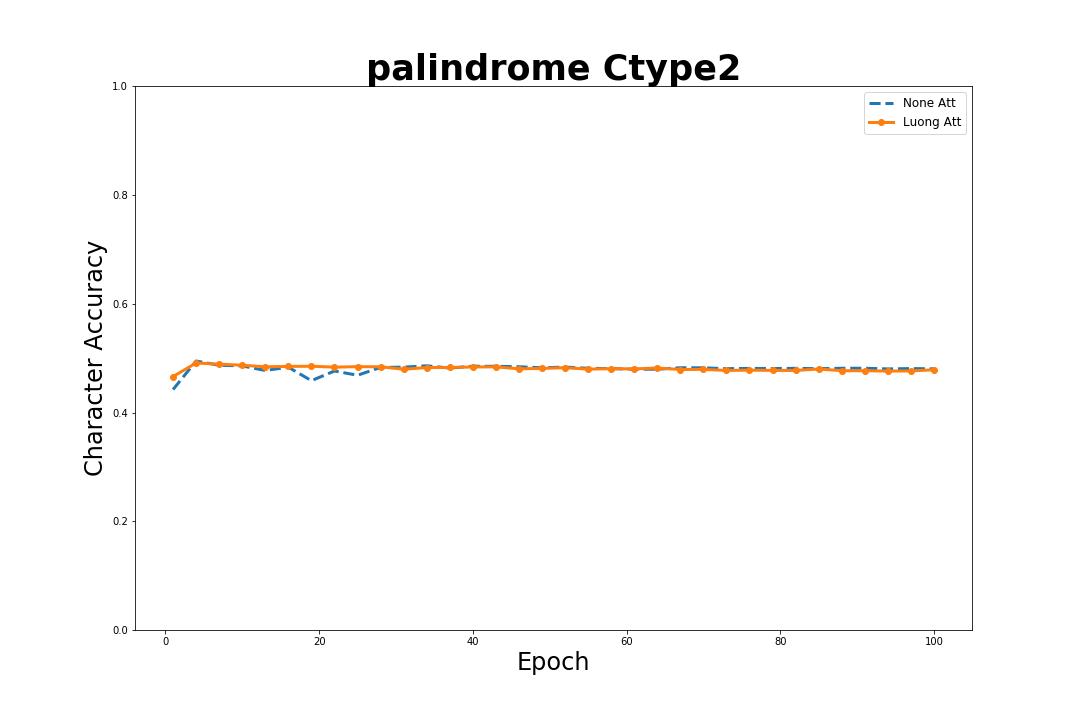 palindrome Ctype2
None Att
Luong Att
Character Accuracy
1.0
0.8
0.6
0.4
0.2
0.0
0 20 40 60 80 100
Epoch